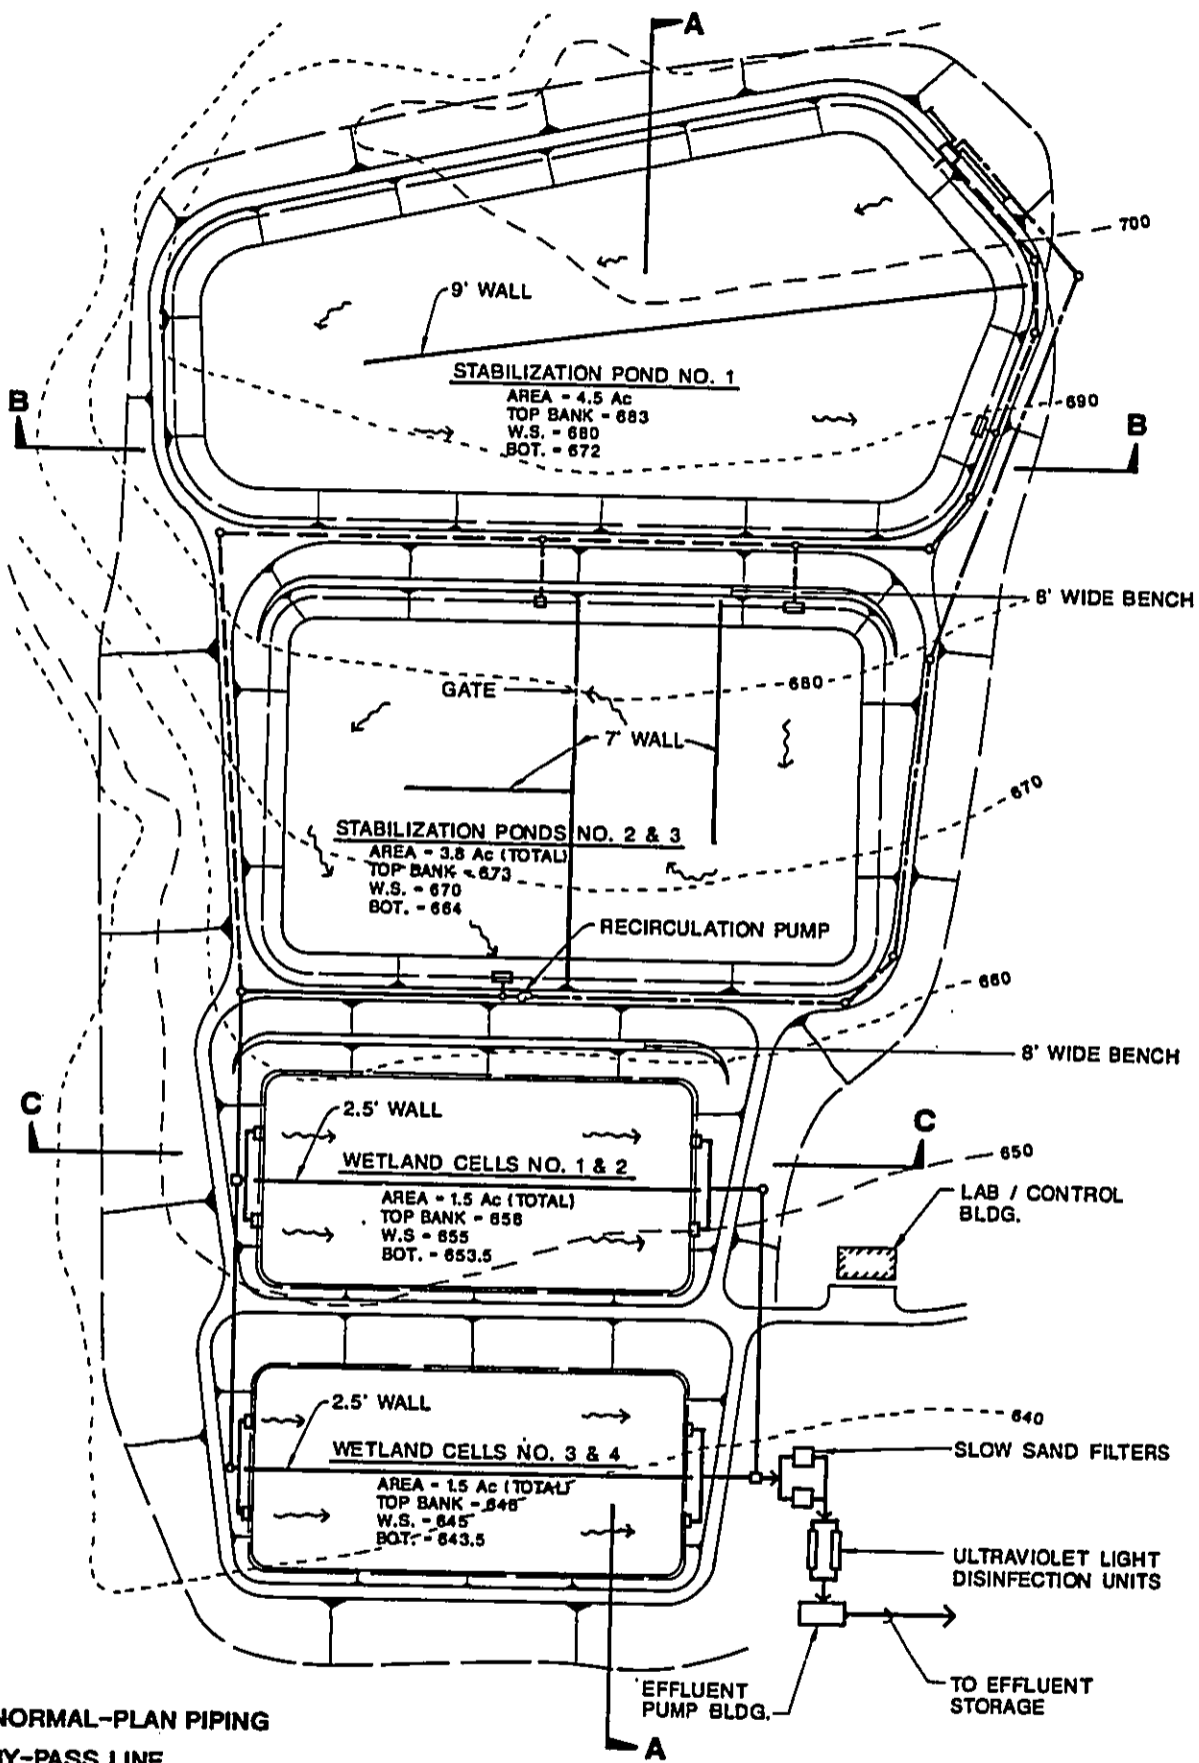 A
700
9' WALL
STABILIZATION POND NO. 1
AREA = 4.5 Ac
TOP BANK = 683
W.S. = 680
BOT. = 672
690
B
B
8' WIDE BENCH
680
GATE
7' WALL
670
STABILIZATION PONDS NO. 2 & 3
AREA = 3.8 Ac (TOTAL)
TOP BANK = 673
W.S. = 670
BOT. = 664
RECIRCULATION PUMP
660
8' WIDE BENCH
C
2.5' WALL
C
650
WETLAND CELLS NO. 1 & 2
AREA = 1.5 Ac (TOTAL)
TOP BANK = 656
W.S = 655
BOT. = 653.5
LAB / CONTROL
BLDG.
2.5' WALL
640
WETLAND CELLS NO. 3 & 4
AREA = 1.5 Ac (TOTAL)
TOP BANK = 646
W.S. = 645
BOT. = 643.5
SLOW SAND FILTERS
ULTRAVIOLET LIGHT
DISINFECTION UNITS
EFFLUENT
PUMP BLDG.
TO EFFLUENT
STORAGE
NORMAL-PLAN PIPING
BY-PASS LINE
A